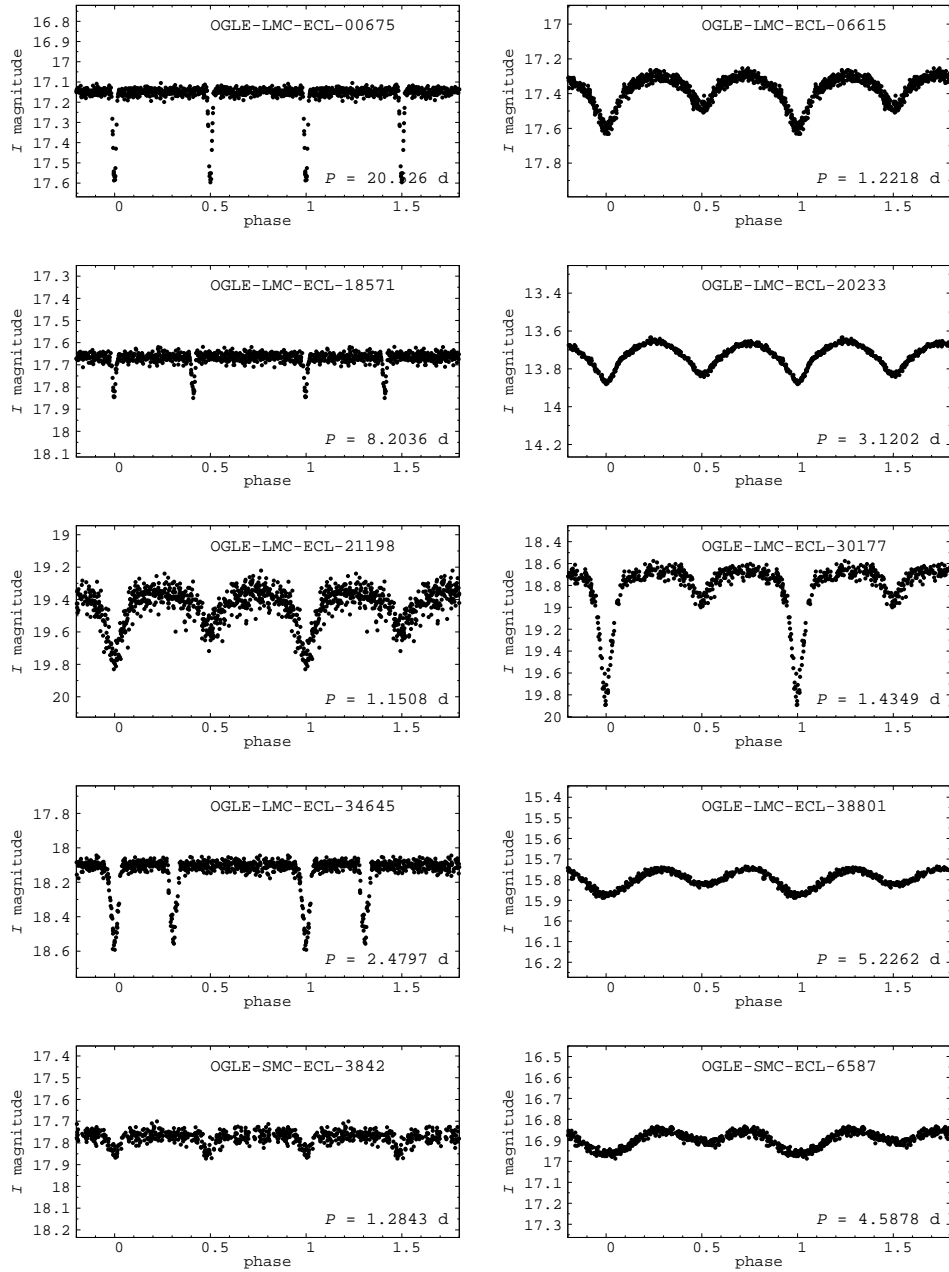 OGLE-LMC-ECL-00675
I magnitude
16.8
16.9
17
17.1
17.2
17.3
17.4
17.5
17.6
P = d
0 0.5 1 1.5
phase
OGLE-LMC-ECL-06615
I magnitude
17
17.2
17.4
17.6
17.8
P = 1.2218 d
0 0.5 1 1.5
phase
OGLE-LMC-ECL-18571
I magnitude
17.3
17.4
17.5
17.6
17.7
17.8
17.9
18
18.1
P = 8.2036 d
0 0.5 1 1.5
phase
OGLE-LMC-ECL-20233
I magnitude
13.4
13.6
13.8
14
14.2
P = 3.1202 d
0 0.5 1 1.5
phase
OGLE-LMC-ECL-21198
I magnitude
19
19.2
19.4
19.6
19.8
20
P = 1.1508 d
0 0.5 1 1.5
phase
OGLE-LMC-ECL-30177
I magnitude
18.4
18.6
18.8
19
19.2
19.4
19.6
19.8
20
P = 1.4349 d
0 0.5 1 1.5
phase
OGLE-LMC-ECL-34645
I magnitude
17.8
18
18.2
18.4
18.6
P = 2.4797 d
0 0.5 1 1.5
phase
OGLE-LMC-ECL-38801
I magnitude
15.4
15.5
15.6
15.7
15.8
15.9
16
16.1
16.2
P = 5.2262 d
0 0.5 1 1.5
phase
OGLE-SMC-ECL-3842
I magnitude
17.4
17.5
17.6
17.7
17.8
17.9
18
18.1
18.2
P = 1.2843 d
0 0.5 1 1.5
phase
OGLE-SMC-ECL-6587
I magnitude
16.5
16.6
16.7
16.8
16.9
17
17.1
17.2
17.3
P = 4.5878 d
0 0.5 1 1.5
phase